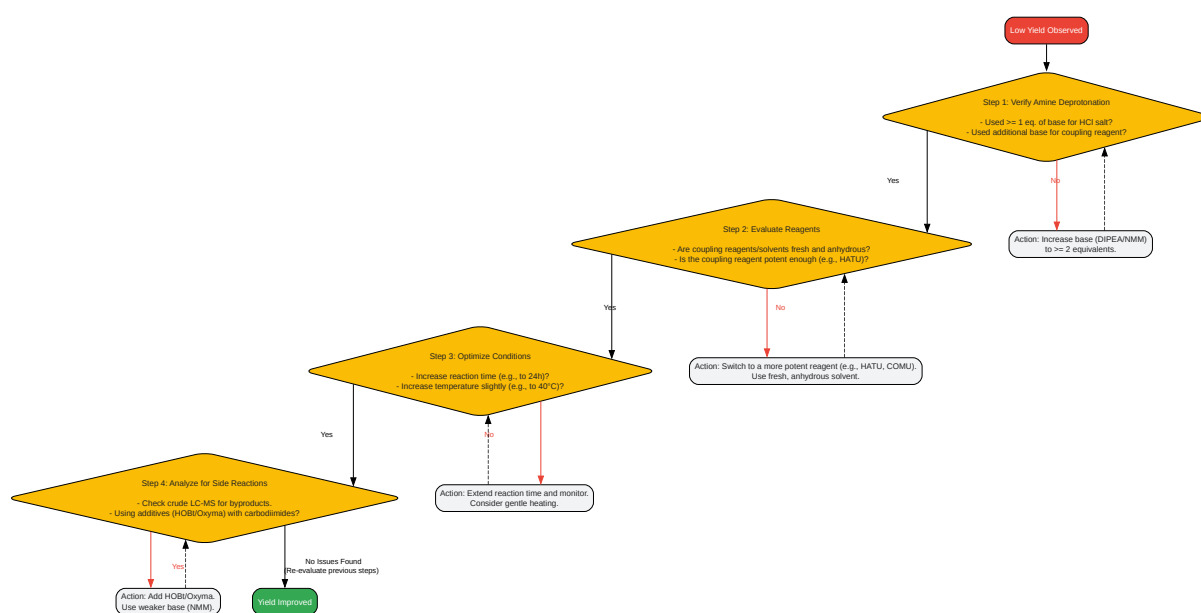 Low Yield Observed
Step 1: Verify Amine Deprotonation
- Used >= 1 eq. of base for HCl salt?
- Used additional base for coupling reagent?
Yes
No
Action: Increase base (DIPEA/NMM)
to >= 2 equivalents.
Step 2: Evaluate Reagents
- Are coupling reagents/solvents fresh and anhydrous?
- Is the coupling reagent potent enough (e.g., HATU)?
Yes
No
Action: Switch to a more potent reagent (e.g., HATU, COMU).
Use fresh, anhydrous solvent.
Step 3: Optimize Conditions
- Increase reaction time (e.g., to 24h)?
- Increase temperature slightly (e.g., to 40°C)?
Yes
No
Action: Extend reaction time and monitor.
Consider gentle heating.
Step 4: Analyze for Side Reactions
- Check crude LC-MS for byproducts.
- Using additives (HOBt/Oxyma) with carbodiimides?
Yes
No Issues Found
(Re-evaluate previous steps)
Action: Add HOBt/Oxyma.
Use weaker base (NMM).
Yield Improved